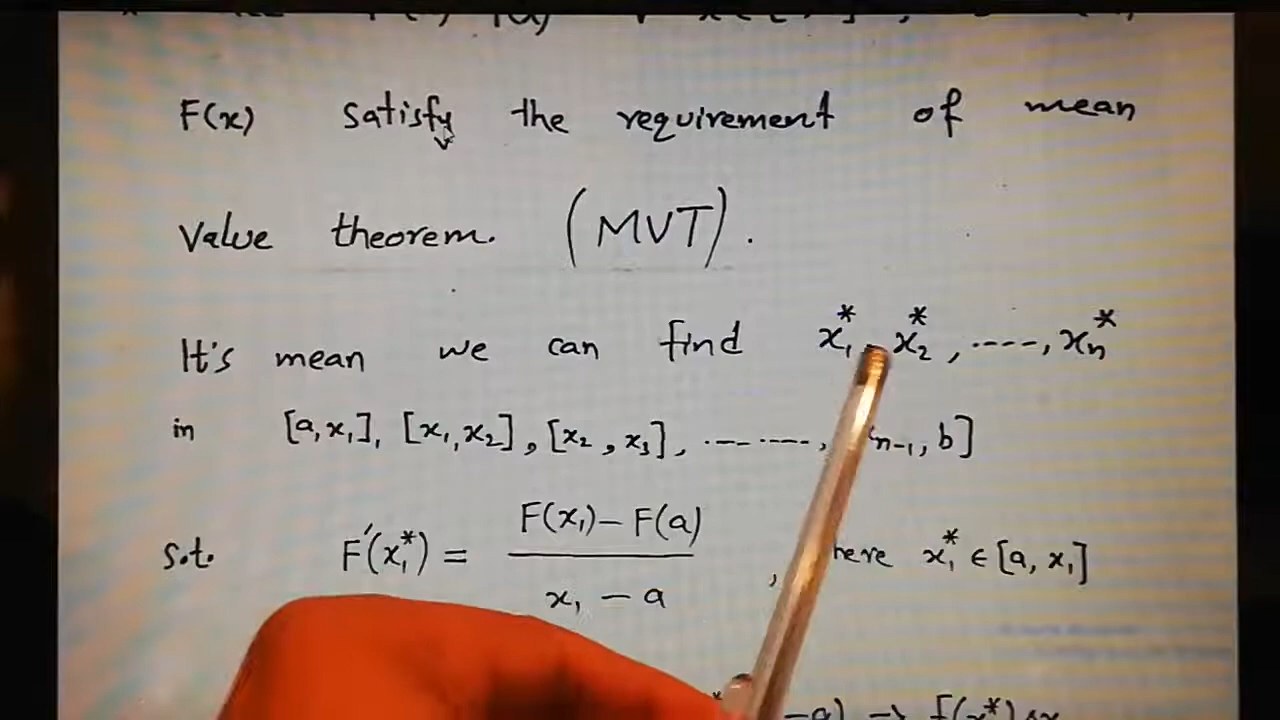 F(x) satisfy the requirement of mean
value theorem. (MVT).
It's mean we can find x₁*, x₂*, ----, xₙ*
in [a,x₁], [x₁,x₂], [x₂,x₃], -------, n-1, b]
s.t. F'(x₁*) = F(x₁)-F(a) / x₁ - a , here x₁* ∈ [a, x₁]
-a) → f(x*)